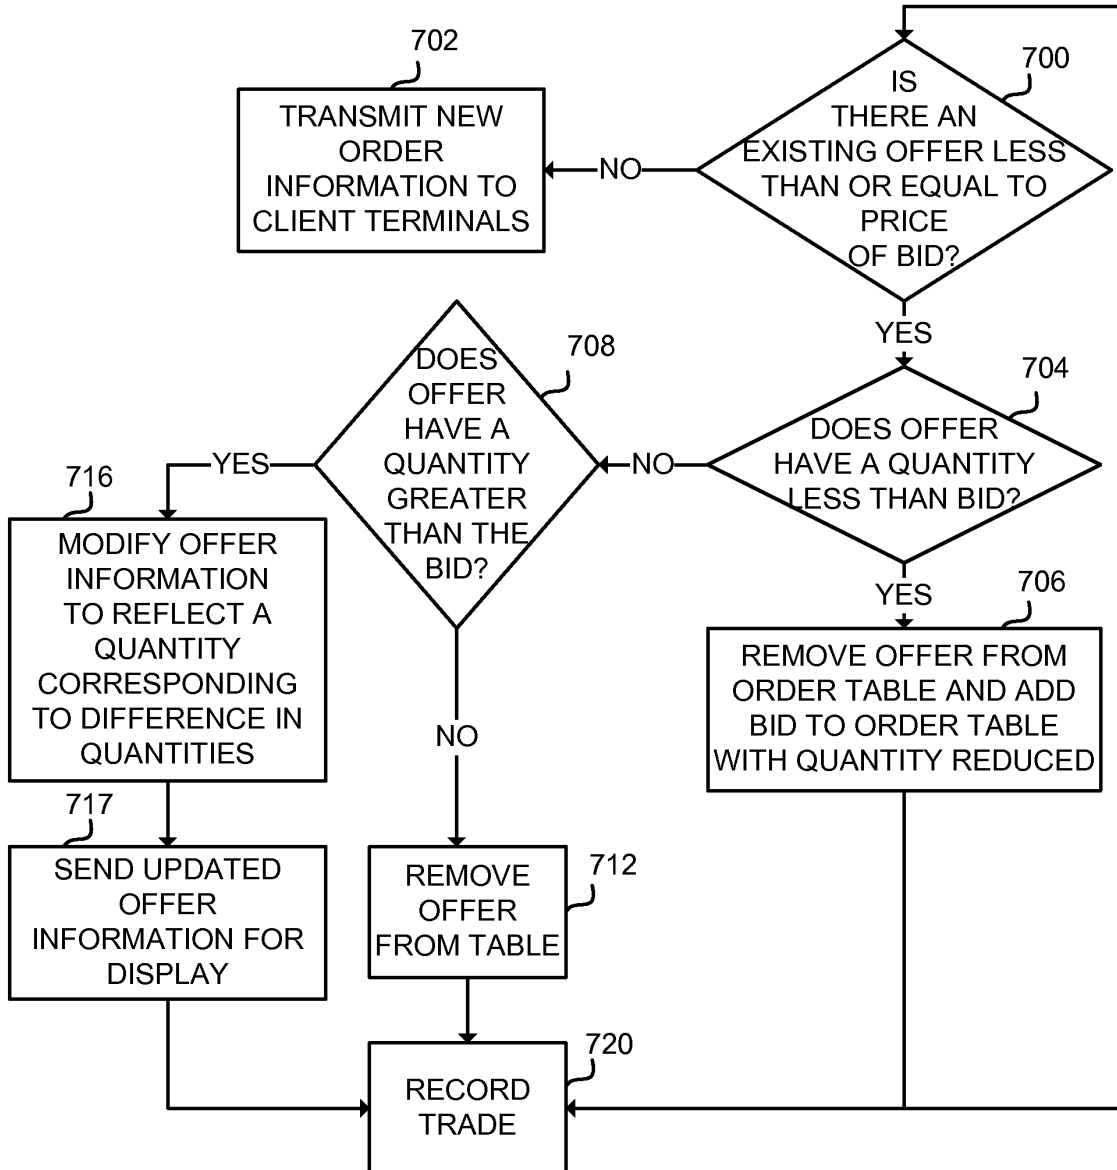 702
TRANSMIT NEW
ORDER
INFORMATION TO
CLIENT TERMINALS
NO
700
IS
THERE AN
EXISTING OFFER LESS
THAN OR EQUAL TO
PRICE
OF BID?
YES
704
DOES OFFER
HAVE A QUANTITY
LESS THAN BID?
NO
708
DOES
OFFER
HAVE A
QUANTITY
GREATER
THAN THE
BID?
YES
716
MODIFY OFFER
INFORMATION
TO REFLECT A
QUANTITY
CORRESPONDING
TO DIFFERENCE IN
QUANTITIES
YES
706
REMOVE OFFER FROM
ORDER TABLE AND ADD
BID TO ORDER TABLE
WITH QUANTITY REDUCED
NO
717
SEND UPDATED
OFFER
INFORMATION FOR
DISPLAY
712
REMOVE
OFFER
FROM TABLE
720
RECORD
TRADE